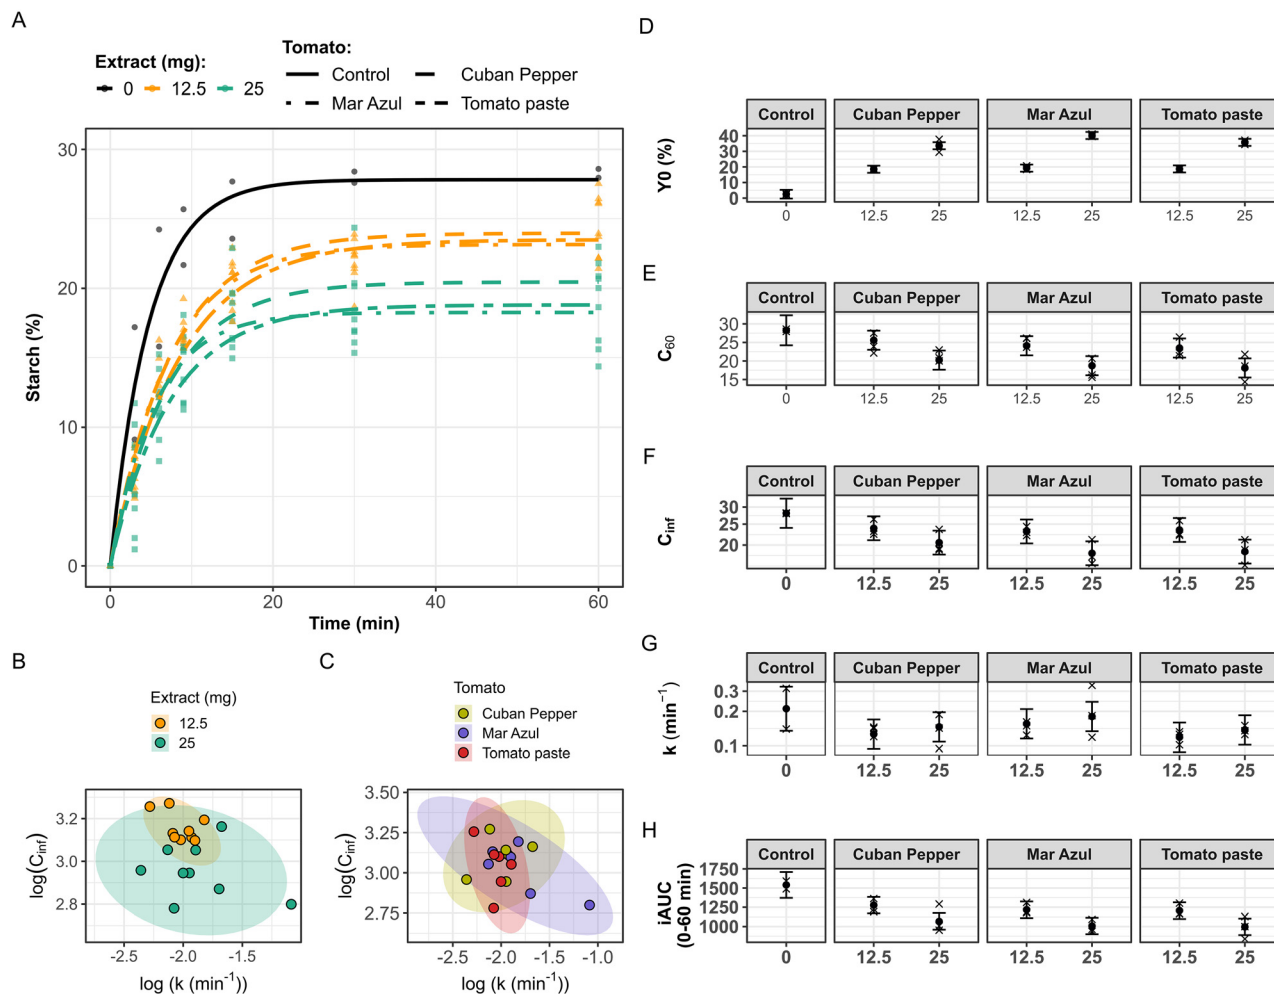 A
Extract (mg):
0 12.5 25
Tomato:
Control Cuban Pepper
Mar Azul Tomato paste
Starch (%)
30
20
10
0
0 20 40 60
Time (min)
B
Extract (mg)
12.5
25
log(C_inf)
3.2
3.0
2.8
-2.5 -2.0 -1.5
log (k (min⁻¹))
C
Tomato
Cuban Pepper
Mar Azul
Tomato paste
log(C_inf)
3.50
3.25
3.00
2.75
-2.5 -2.0 -1.5 -1.0
log (k (min⁻¹))
D
Control Cuban Pepper Mar Azul Tomato paste
Y0 (%)
40
30
20
10
0
0 12.5 25 12.5 25 12.5 25
E
Control Cuban Pepper Mar Azul Tomato paste
C₆₀
30
25
20
15
0 12.5 25 12.5 25 12.5 25
F
Control Cuban Pepper Mar Azul Tomato paste
C_inf
30
25
20
0 12.5 25 12.5 25 12.5 25
G
Control Cuban Pepper Mar Azul Tomato paste
k (min⁻¹)
0.3
0.2
0.1
0 12.5 25 12.5 25 12.5 25
H
Control Cuban Pepper Mar Azul Tomato paste
iAUC
(0-60 min)
1750
1500
1250
1000
0 12.5 25 12.5 25 12.5 25